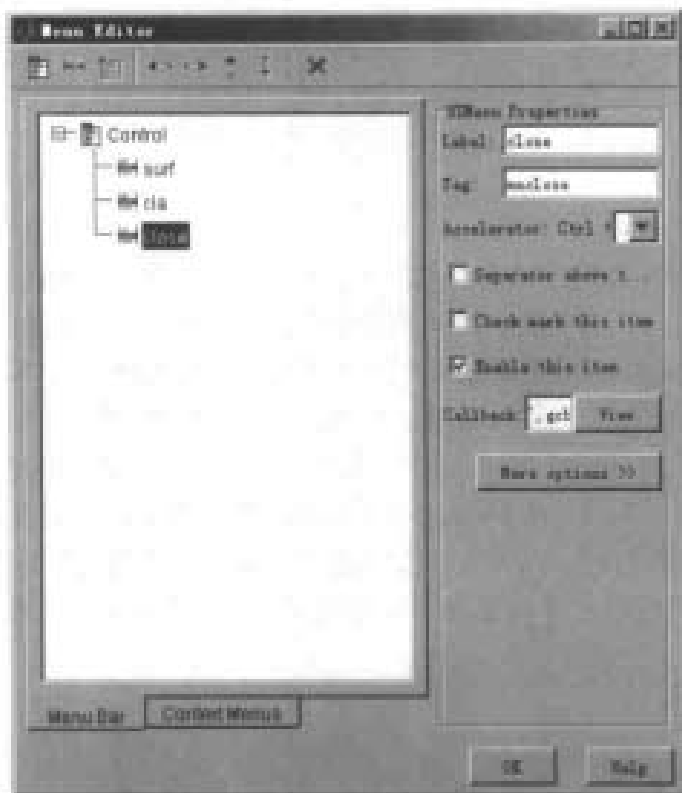 Menu Editor
Control
surf
cla
close
UIMenu Properties
Label: close
Tag: mnclose
Accelerator: Ctrl +
Separator above t...
Check mark this item
Enable this item
Callback: View
More options >>
Menu Bar
Context Menus
OK
Help